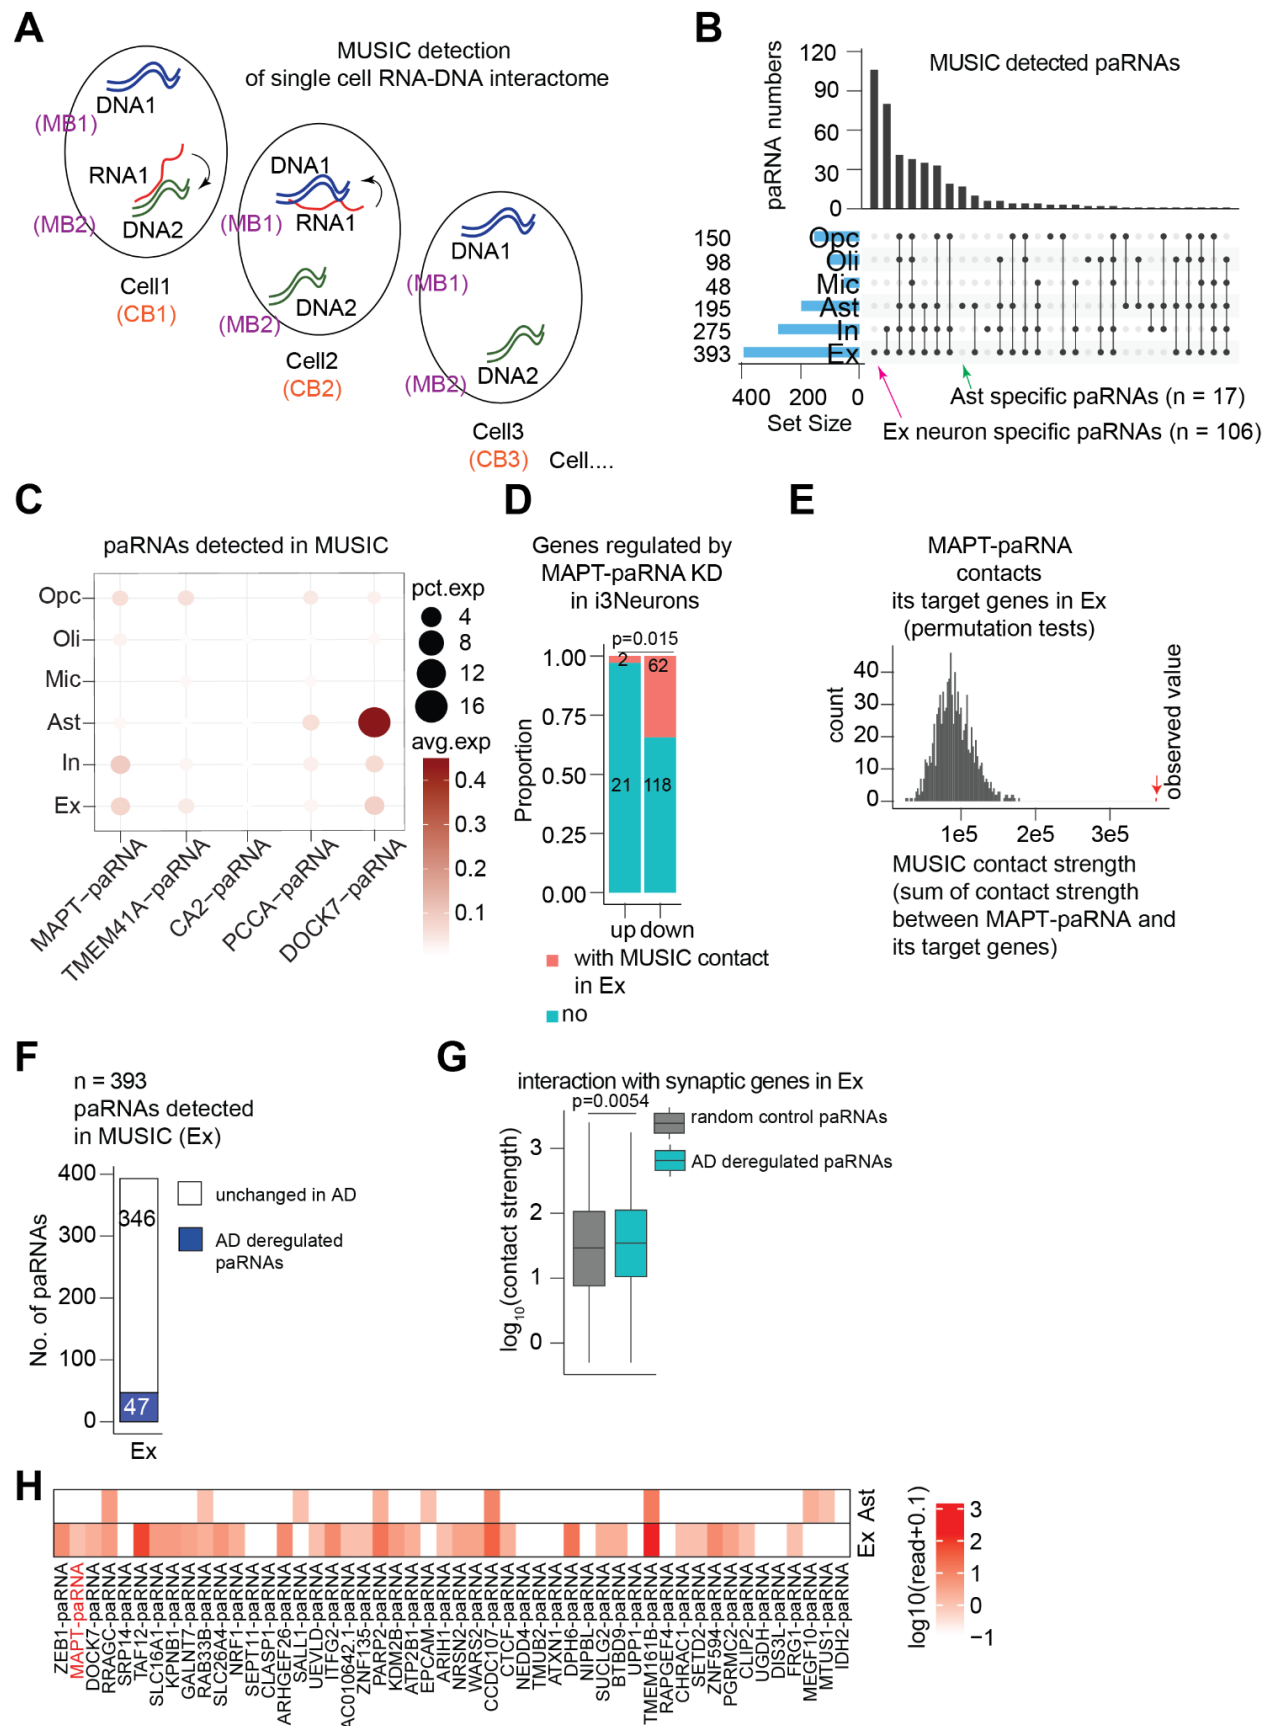 A
MUSIC detection
of single cell RNA-DNA interactome
DNA1
(MB1)
RNA1
(MB2)
DNA2
Cell1
(CB1)
DNA1
(MB1)
RNA1
DNA2
(MB2)
Cell2
(CB2)
DNA1
(MB1)
DNA2
(MB2)
Cell3
(CB3)
Cell....
B
MUSIC detected paRNAs
paRNA numbers
120
90
60
30
0
150 Opc
98 Oli
48 Mic
195 Ast
275 In
393 Ex
400 200 0
Set Size
Ast specific paRNAs (n = 17)
Ex neuron specific paRNAs (n = 106)
C
paRNAs detected in MUSIC
Opc
Oli
Mic
Ast
In
Ex
MAPT-paRNA
TMEM41A-paRNA
CA2-paRNA
PCCA-paRNA
DOCK7-paRNA
pct.exp
4
8
12
16
avg.exp
0.4
0.3
0.2
0.1
D
Genes regulated by
MAPT-paRNA KD
in i3Neurons
p=0.015
Proportion
1.00
0.75
0.50
0.25
0.00
2
62
21
118
up down
with MUSIC contact
in Ex
no
E
MAPT-paRNA
contacts
its target genes in Ex
(permutation tests)
count
40
30
20
10
0
observed value
1e5 2e5 3e5
MUSIC contact strength
(sum of contact strength
between MAPT-paRNA and
its target genes)
F
n = 393
paRNAs detected
in MUSIC (Ex)
No. of paRNAs
400
300
200
100
0
346
47
Ex
unchanged in AD
AD deregulated
paRNAs
G
interaction with synaptic genes in Ex
p=0.0054
log10(contact strength)
3
2
1
0
random control paRNAs
AD deregulated paRNAs
H
Ast
Ex
ZEB1-paRNA
MAPT-paRNA
DOCK7-paRNA
RRAGC-paRNA
SRP14-paRNA
TAF12-paRNA
SLC16A1-paRNA
KPNB1-paRNA
GALNT7-paRNA
RAB33B-paRNA
SLC26A4-paRNA
NRF1-paRNA
SEPT11-paRNA
CLASP1-paRNA
ARHGEF26-paRNA
SALL1-paRNA
UEVLD-paRNA
ITFG2-paRNA
AC010642.1-paRNA
ZNF135-paRNA
PARP2-paRNA
KDM2B-paRNA
ATP2B1-paRNA
EPCAM-paRNA
ARIH1-paRNA
NRSN2-paRNA
WARS2-paRNA
CCDC107-paRNA
CTCF-paRNA
NEDD4-paRNA
TMUB2-paRNA
ATXN1-paRNA
DPH6-paRNA
NIPBL-paRNA
SUCLG2-paRNA
BTBD9-paRNA
UPP1-paRNA
TMEM161B-paRNA
RAPGEF4-paRNA
CHRAC1-paRNA
SETD2-paRNA
ZNF594-paRNA
PGRMC2-paRNA
CLIP2-paRNA
UGDH-paRNA
DIS3L-paRNA
FRG1-paRNA
MEGF10-paRNA
MTUS1-paRNA
IDH2-paRNA
log10(read+0.1)
3
2
1
0
−1